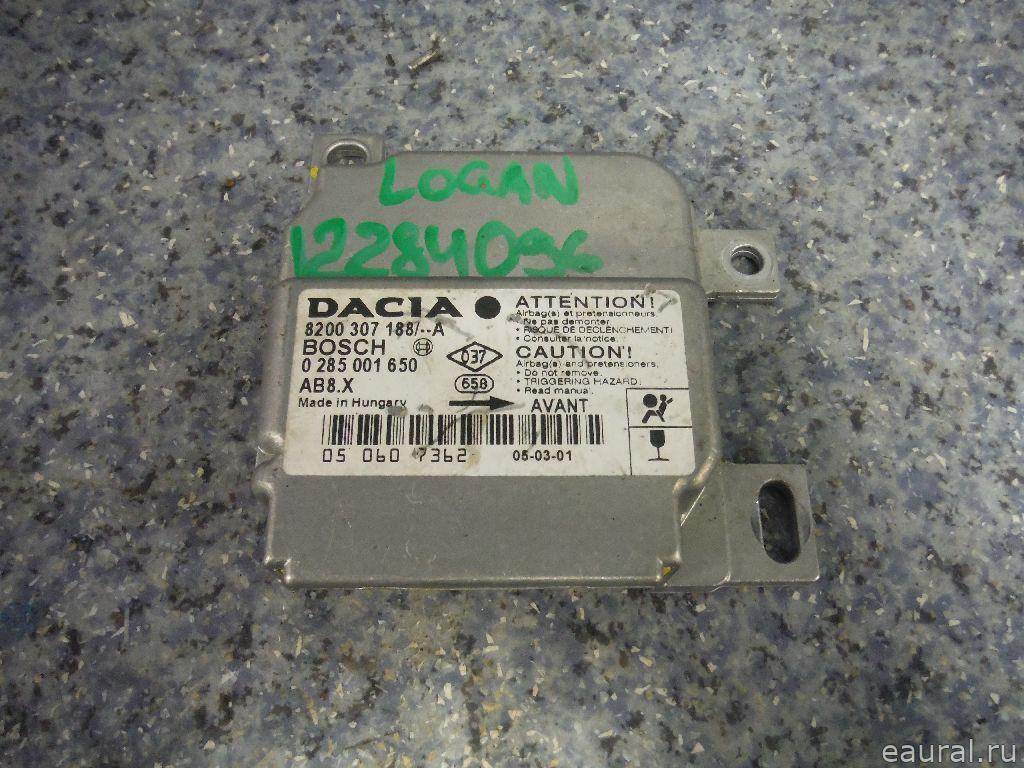 LOGAN
12284096
DACIA
8200 307 188/--A
BOSCH
0 285 001 650
AB8.X
Made in Hungary
037
658
ATTENTION!
Airbag(s) et pretensionneurs.
• Ne pas demonter.
• RISQUE DE DECLENCHEMENT!
• Consulter la notice.
CAUTION!
Airbag(s) and pretensioners.
• Do not remove.
• TRIGGERING HAZARD.
• Read manual.
AVANT
05 060 7362
05-03-01
eaural.ru